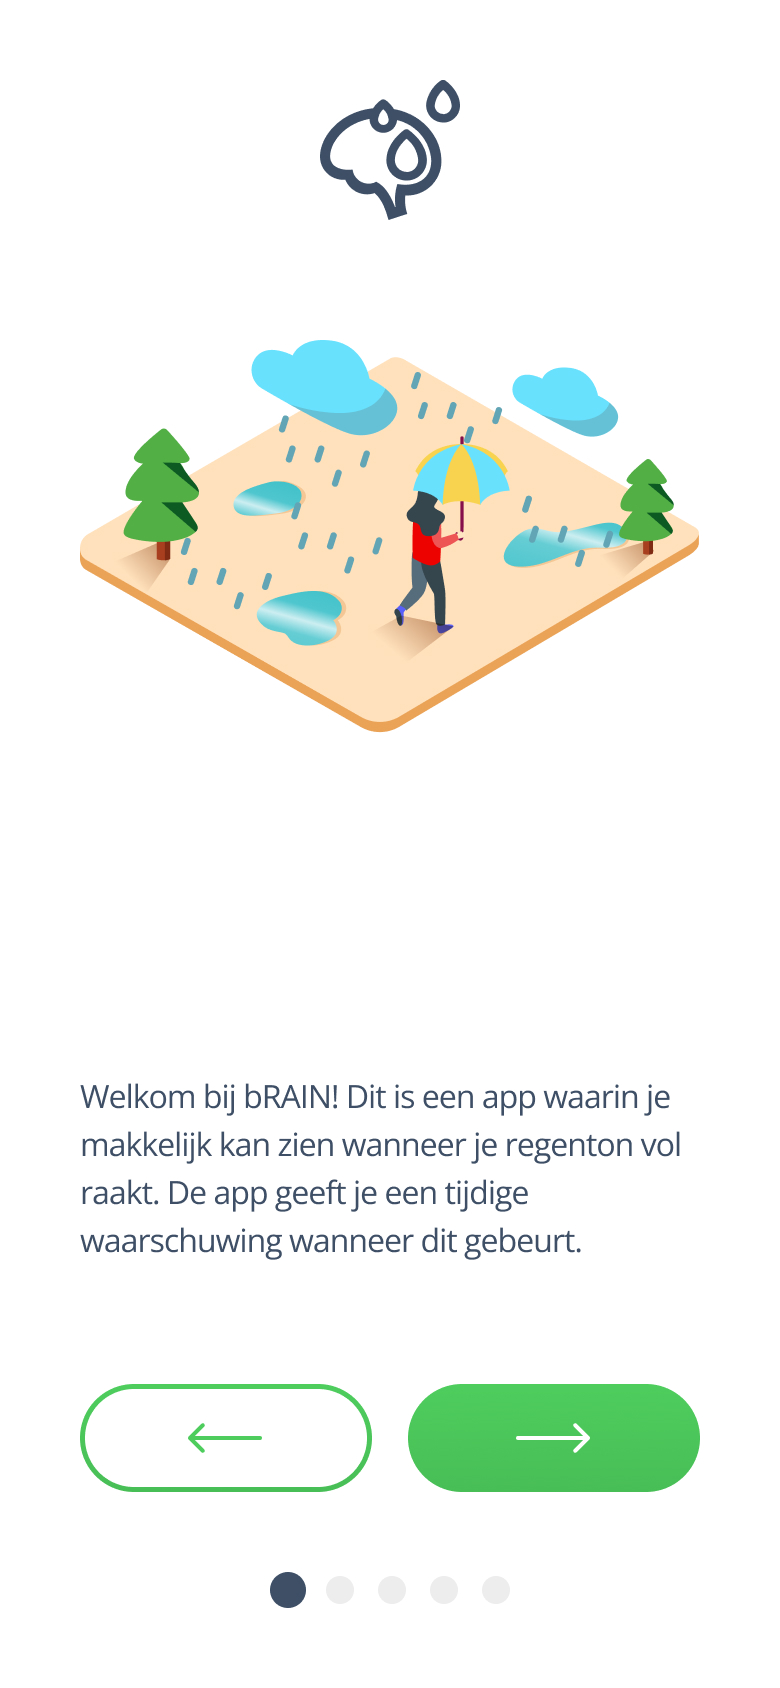 Welkom bij bRAIN! Dit is een app waarin je
makkelijk kan zien wanneer je regenton vol
raakt. De app geeft je een tijdige
waarschuwing wanneer dit gebeurt.